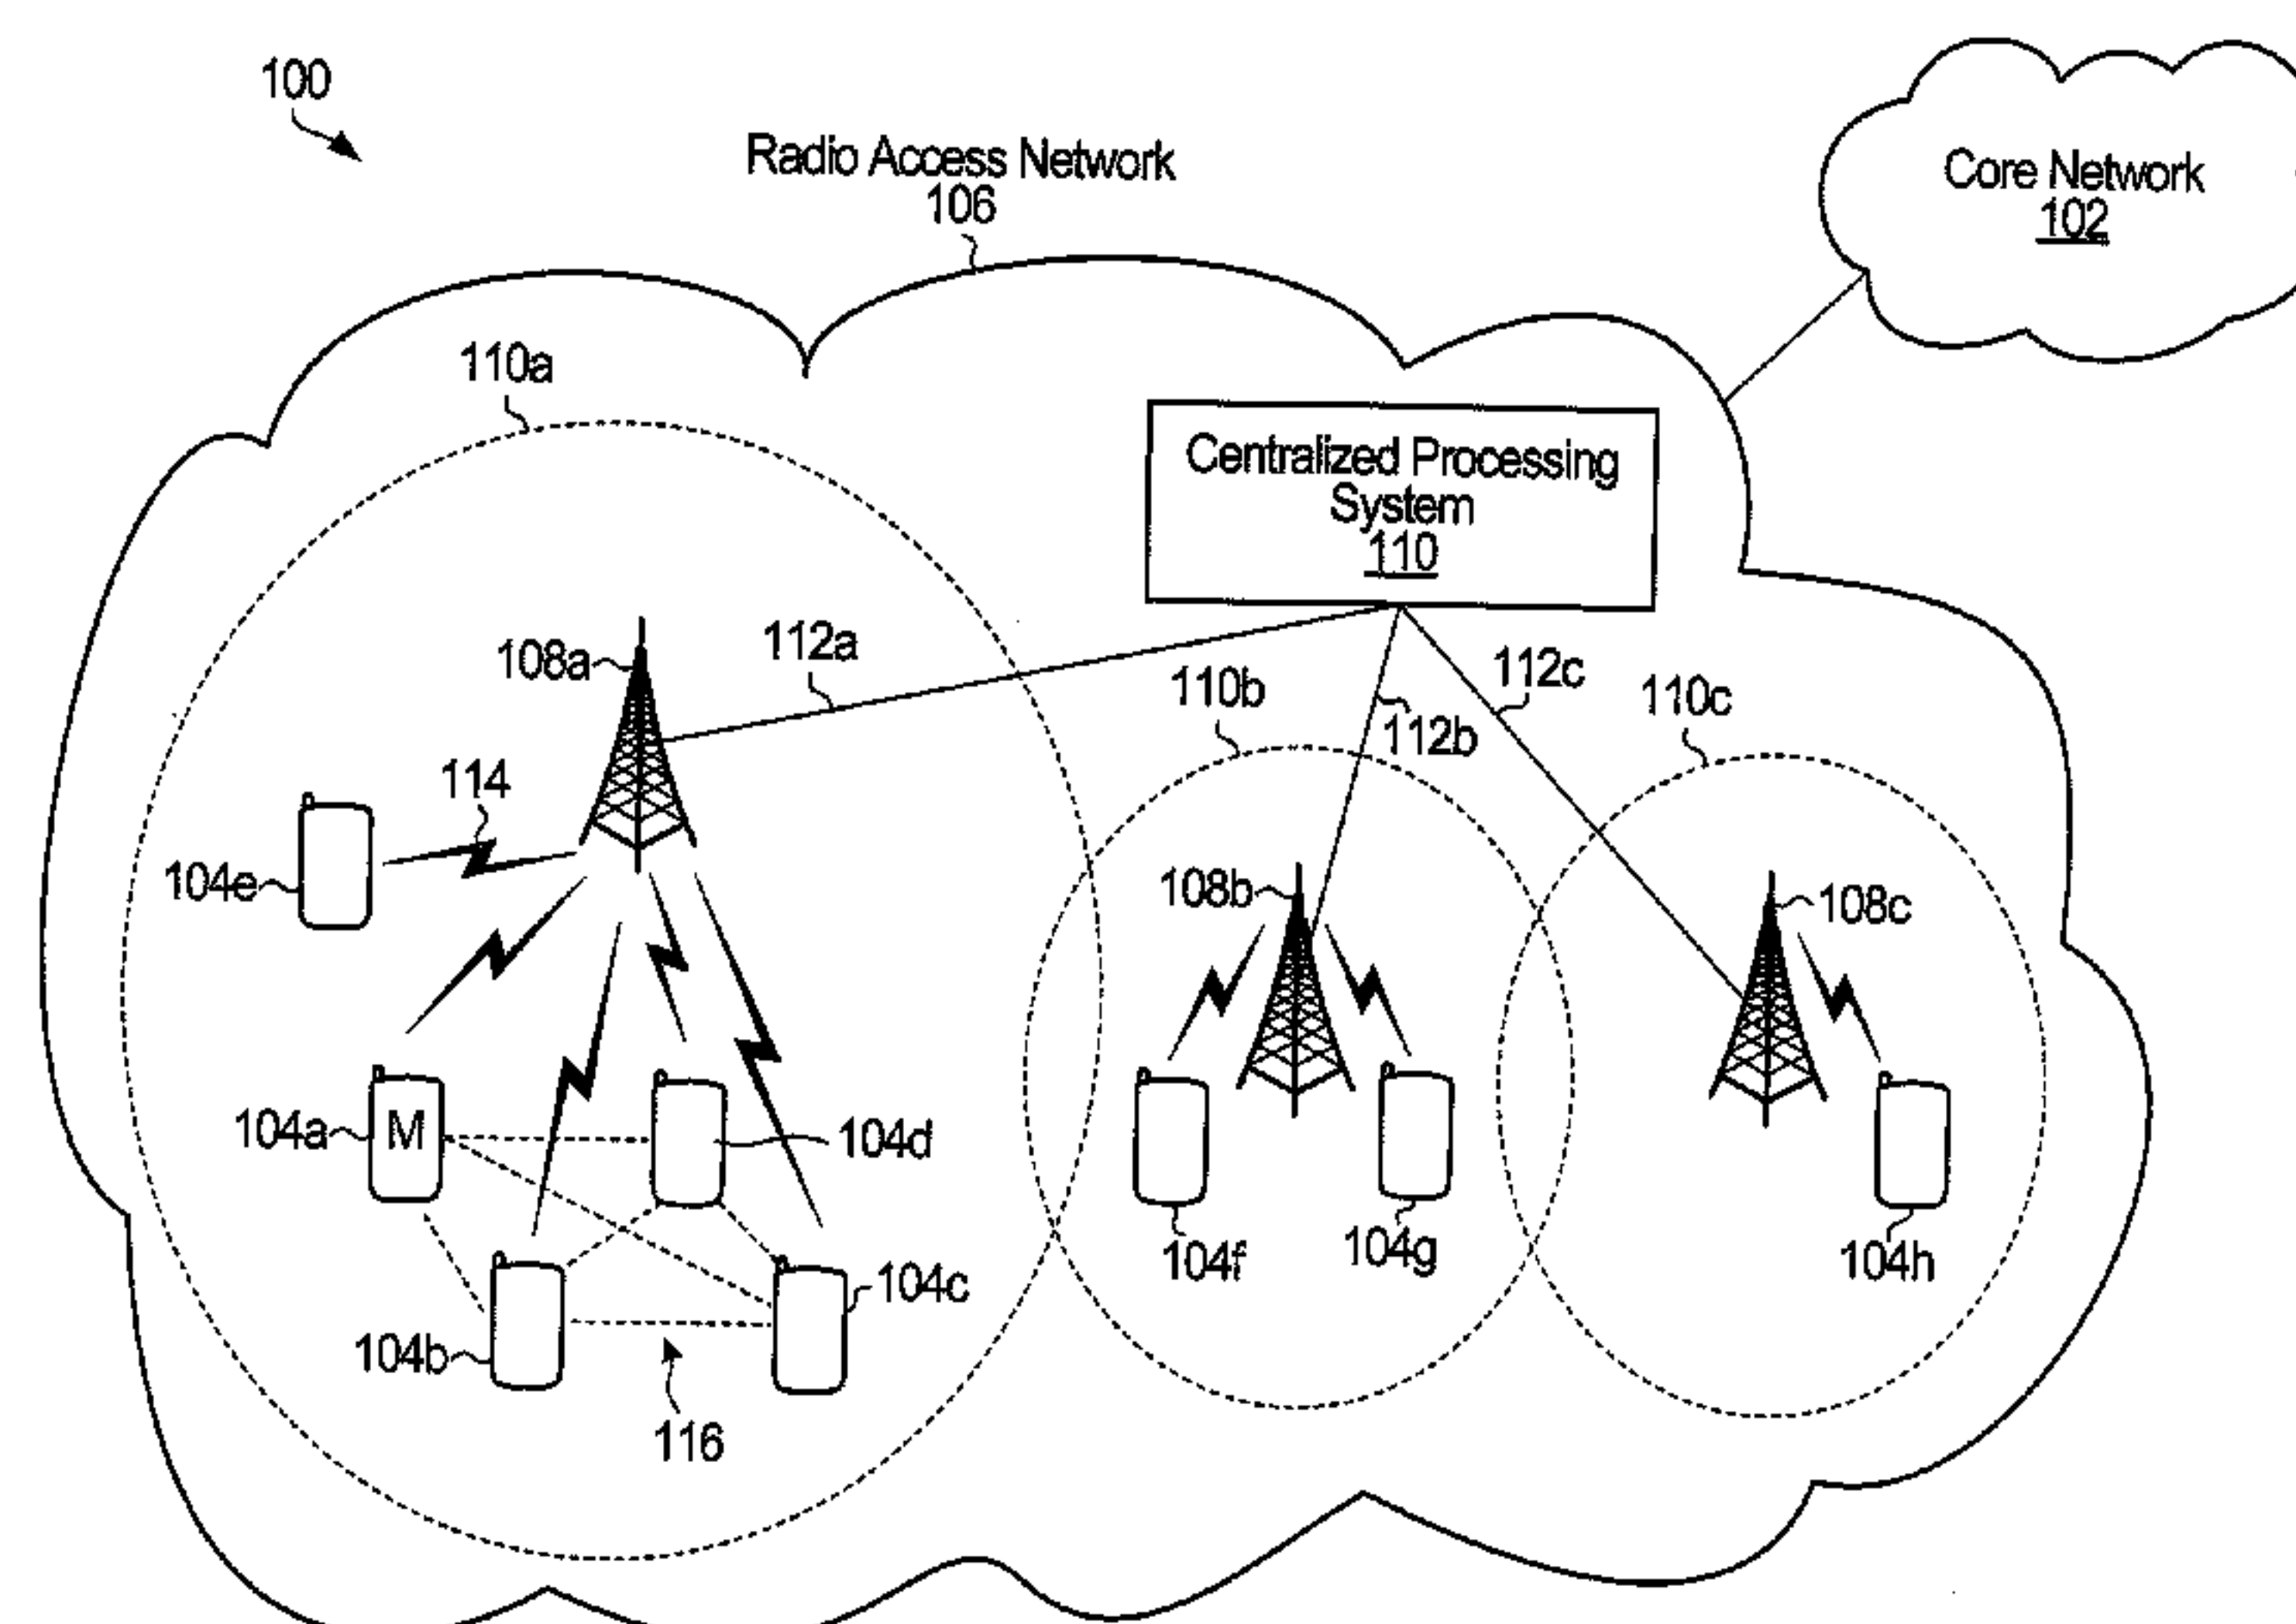 100
Radio Access Network
106
Core Network
102
110a
Centralized Processing
System
110
108a
112a
110b
112b
112c
110c
114
104e
108b
108c
104a
M
104d
104f
104g
104h
104c
104b
116